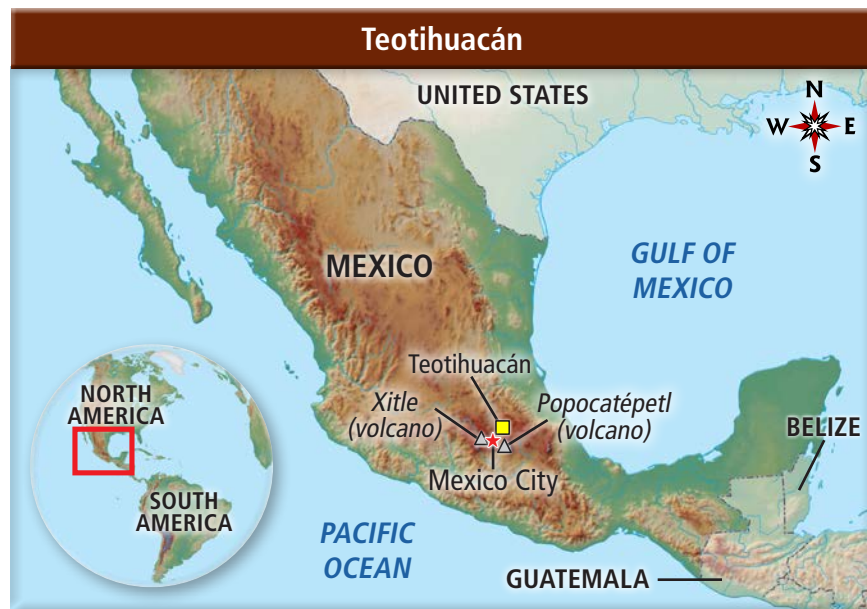 Teotihuacán
UNITED STATES
N
W
E
S
MEXICO
GULF OF
MEXICO
Teotihuacán
Xitle
(volcano)
Popocatépetl
(volcano)
Mexico City
BELIZE
NORTH
AMERICA
SOUTH
AMERICA
PACIFIC
OCEAN
GUATEMALA